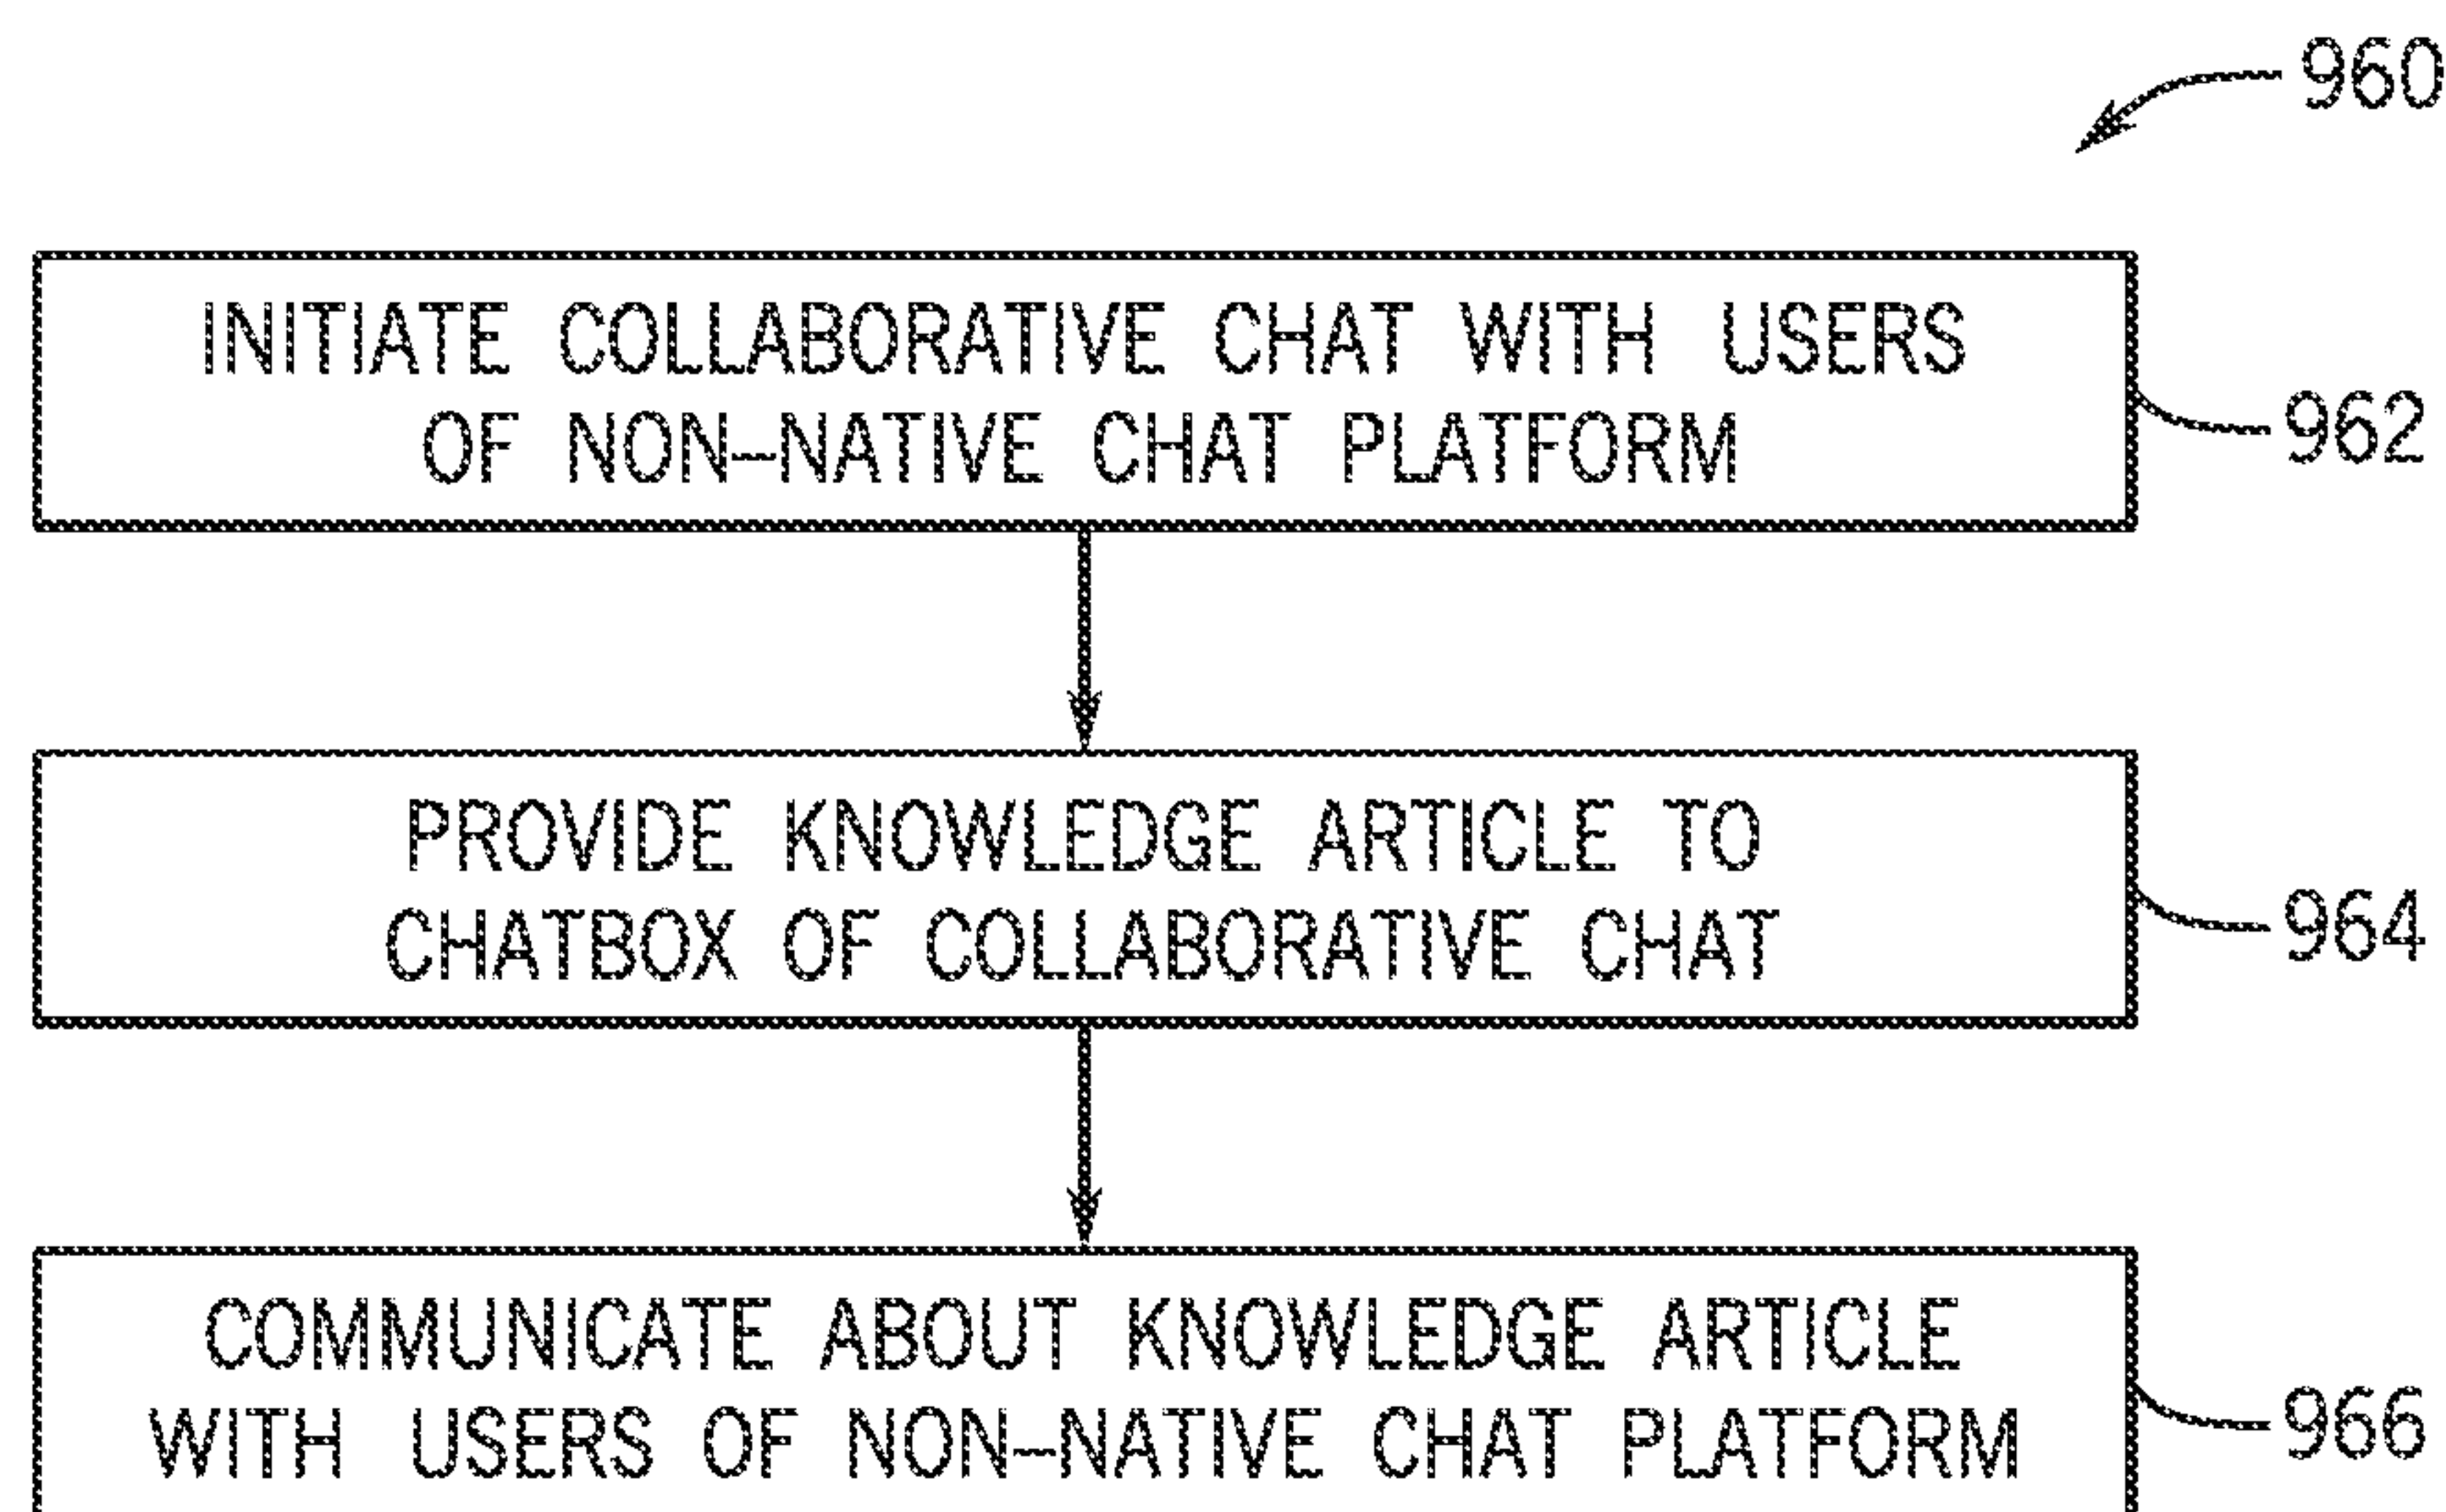 960
INITIATE COLLABORATIVE CHAT WITH USERS
OF NON-NATIVE CHAT PLATFORM
962
PROVIDE KNOWLEDGE ARTICLE TO
CHATBOX OF COLLABORATIVE CHAT
964
COMMUNICATE ABOUT KNOWLEDGE ARTICLE
WITH USERS OF NON-NATIVE CHAT PLATFORM
966